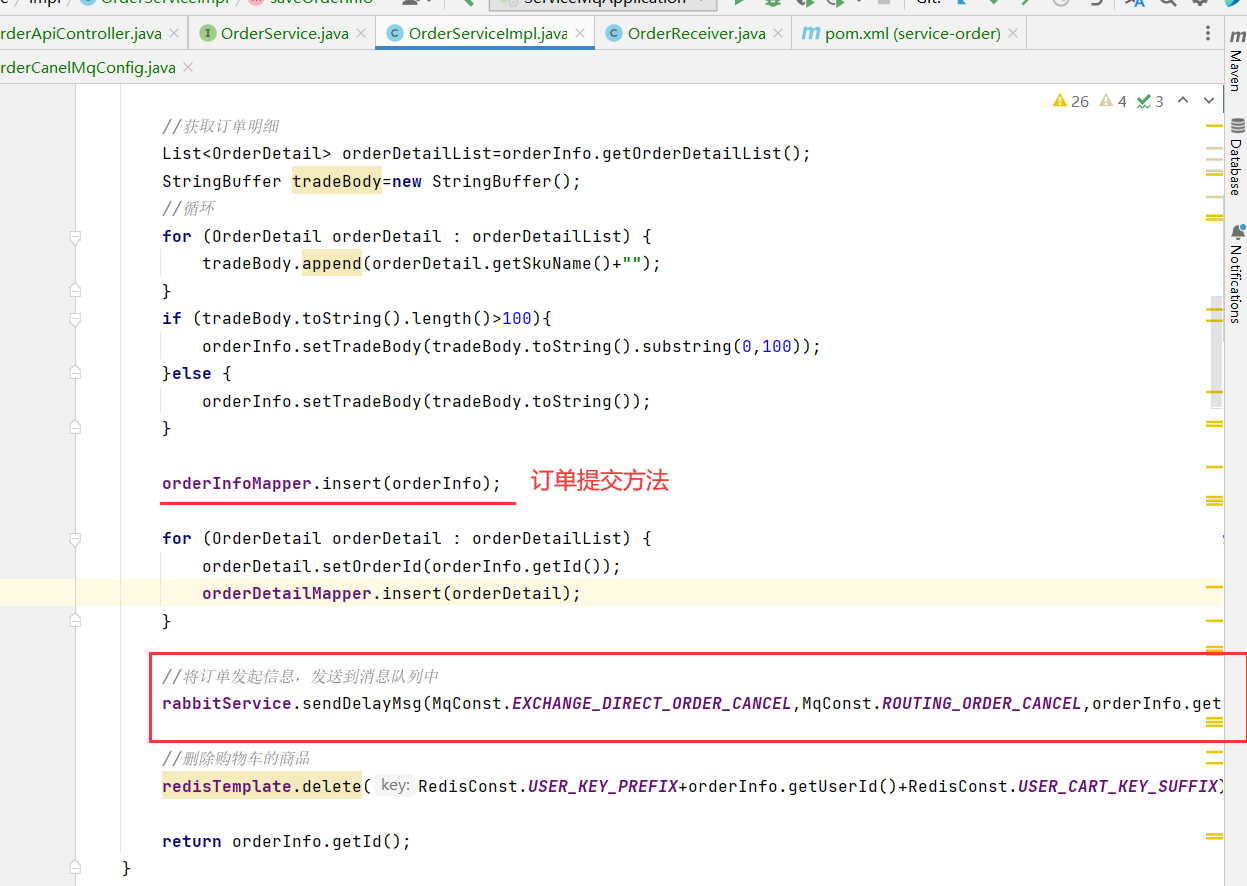 OrderServiceImpl saveOrderInfo ServiceMqApplication Git:
rderApiController.java OrderService.java OrderServiceImpl.java OrderReceiver.java pom.xml (service-order)
rderCanelMqConfig.java
Maven
Database
Notifications
26 4 3
//获取订单明细
List<OrderDetail> orderDetailList=orderInfo.getOrderDetailList();
StringBuffer tradeBody=new StringBuffer();
//循环
for (OrderDetail orderDetail : orderDetailList) {
tradeBody.append(orderDetail.getSkuName()+"");
}
if (tradeBody.toString().length()>100){
orderInfo.setTradeBody(tradeBody.toString().substring(0,100));
}else {
orderInfo.setTradeBody(tradeBody.toString());
}
orderInfoMapper.insert(orderInfo); 订单提交方法
for (OrderDetail orderDetail : orderDetailList) {
orderDetail.setOrderId(orderInfo.getId());
orderDetailMapper.insert(orderDetail);
}
//将订单发起信息，发送到消息队列中
rabbitService.sendDelayMsg(MqConst.EXCHANGE_DIRECT_ORDER_CANCEL,MqConst.ROUTING_ORDER_CANCEL,orderInfo.get
//删除购物车的商品
redisTemplate.delete( key: RedisConst.USER_KEY_PREFIX+orderInfo.getUserId()+RedisConst.USER_CART_KEY_SUFFIX)
return orderInfo.getId();
}